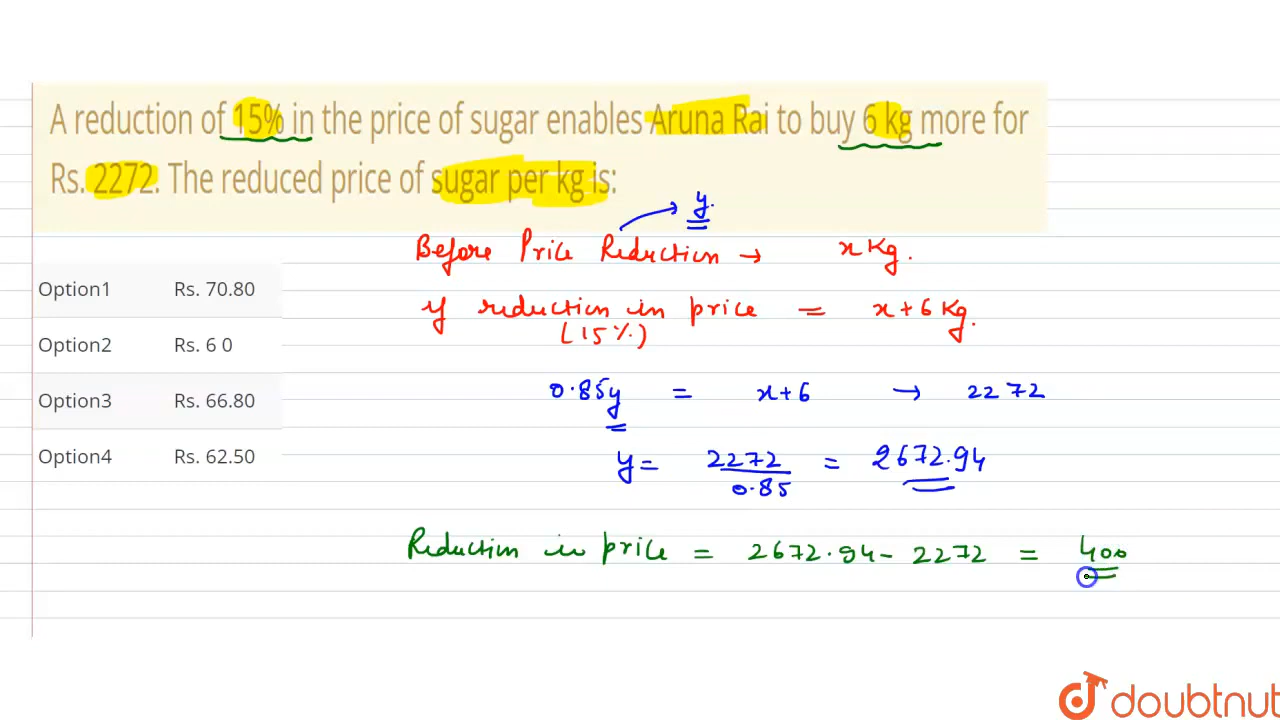 A reduction of 15% in the price of sugar enables Aruna Rai to buy 6 kg more for
Rs. 2272. The reduced price of sugar per kg is:
y.
Before Price Reduction → x Kg.
if reduction in price = x+6 Kg.
(15%)
Option1 Rs. 70.80
Option2 Rs. 6 0
Option3 Rs. 66.80
Option4 Rs. 62.50
0.85y = x+6 → 2272
y = 2272/0.85 = 2672.94
Reduction in price = 2672.94 - 2272 = 400
doubtnut